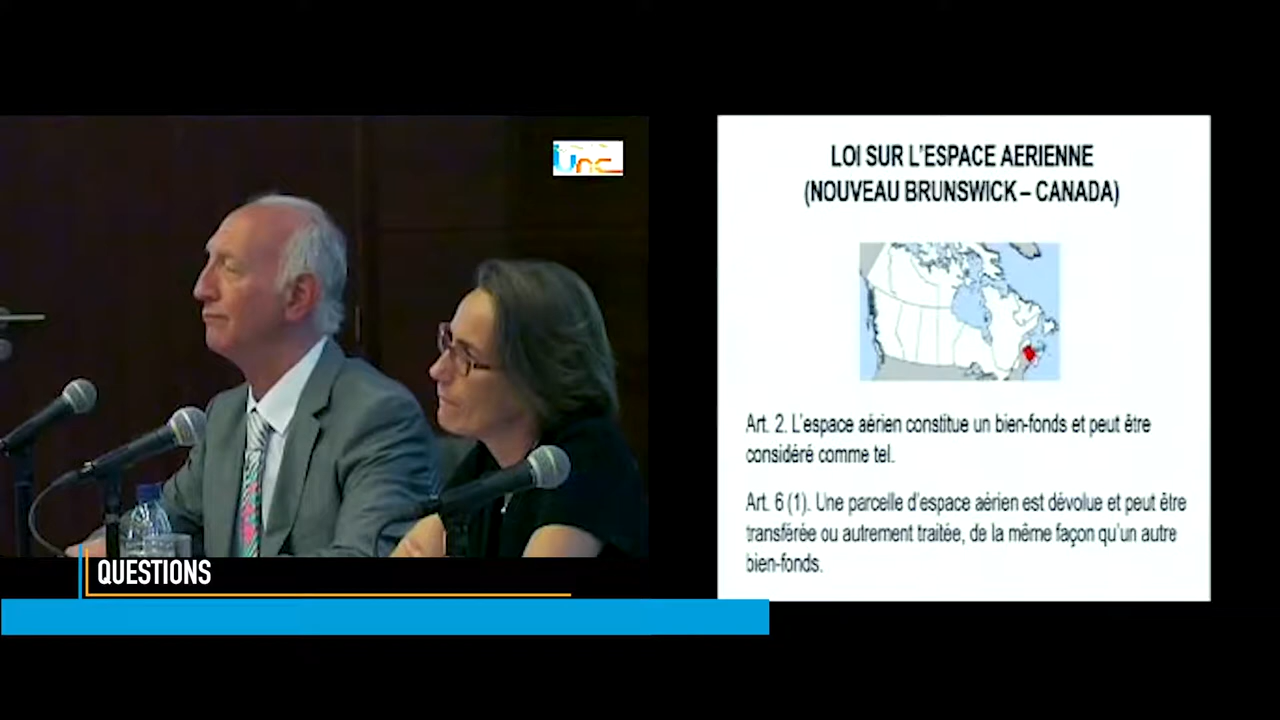 Unc
LOI SUR L'ESPACE AERIENNE
(NOUVEAU BRUNSWICK – CANADA)
Art. 2. L'espace aérien constitue un bien-fonds et peut être
considéré comme tel.
Art. 6 (1). Une parcelle d'espace aérien est dévolue et peut être
transférée ou autrement traitée, de la même façon qu'un autre
bien-fonds.
QUESTIONS